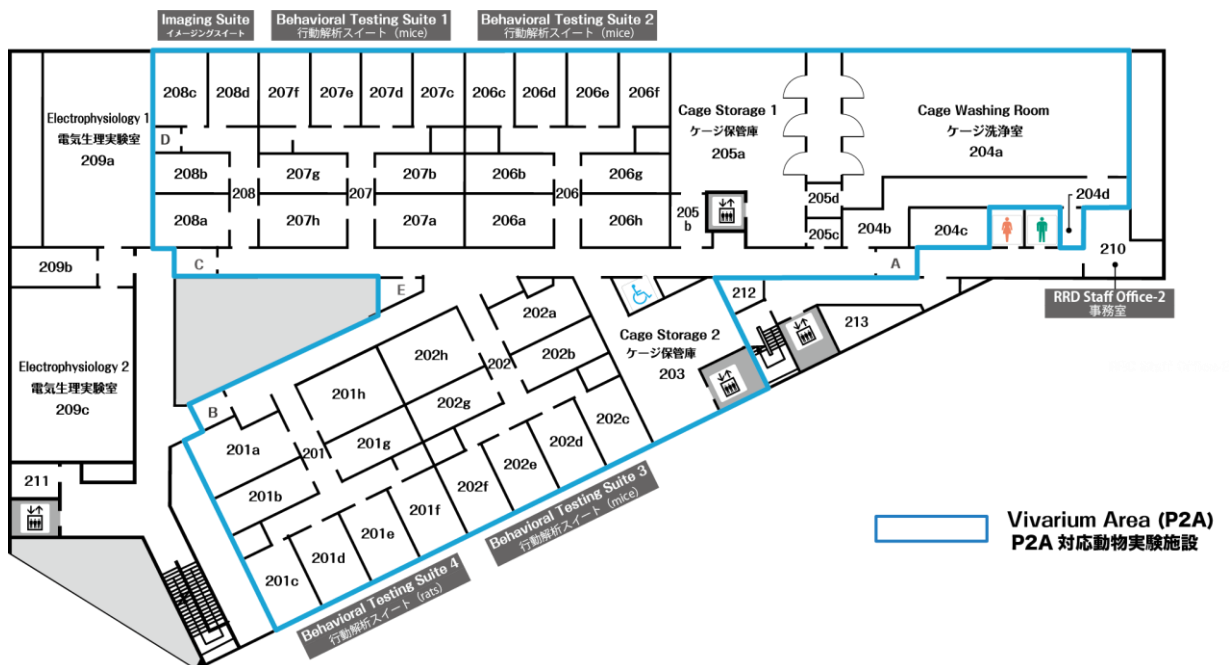 Imaging Suite
イメージングスイート
Behavioral Testing Suite 1
行動解析スイート（mice）
Behavioral Testing Suite 2
行動解析スイート（mice）
208c
208d
207f
207e
207d
207c
206c
206d
206e
206f
Electrophysiology 1
電気生理実験室
209a
Cage Storage 1
ケージ保管庫
205a
Cage Washing Room
ケージ洗浄室
204a
D
208b
208
207g
207
207b
206b
206
206g
205d
204d
208a
207h
207a
206a
206h
205
b
205c
204b
204c
210
209b
C
A
E
RRD Staff Office-2
事務室
212
213
202a
Cage Storage 2
ケージ保管庫
203
202h
202
202b
Electrophysiology 2
電気生理実験室
209c
201h
202g
202c
B
201a
201
201g
202d
202e
201b
202f
211
201f
201e
201d
201c
Behavioral Testing Suite 3
行動解析スイート（mice）
Behavioral Testing Suite 4
行動解析スイート（rats）
Vivarium Area (P2A)
P2A 対応動物実験施設